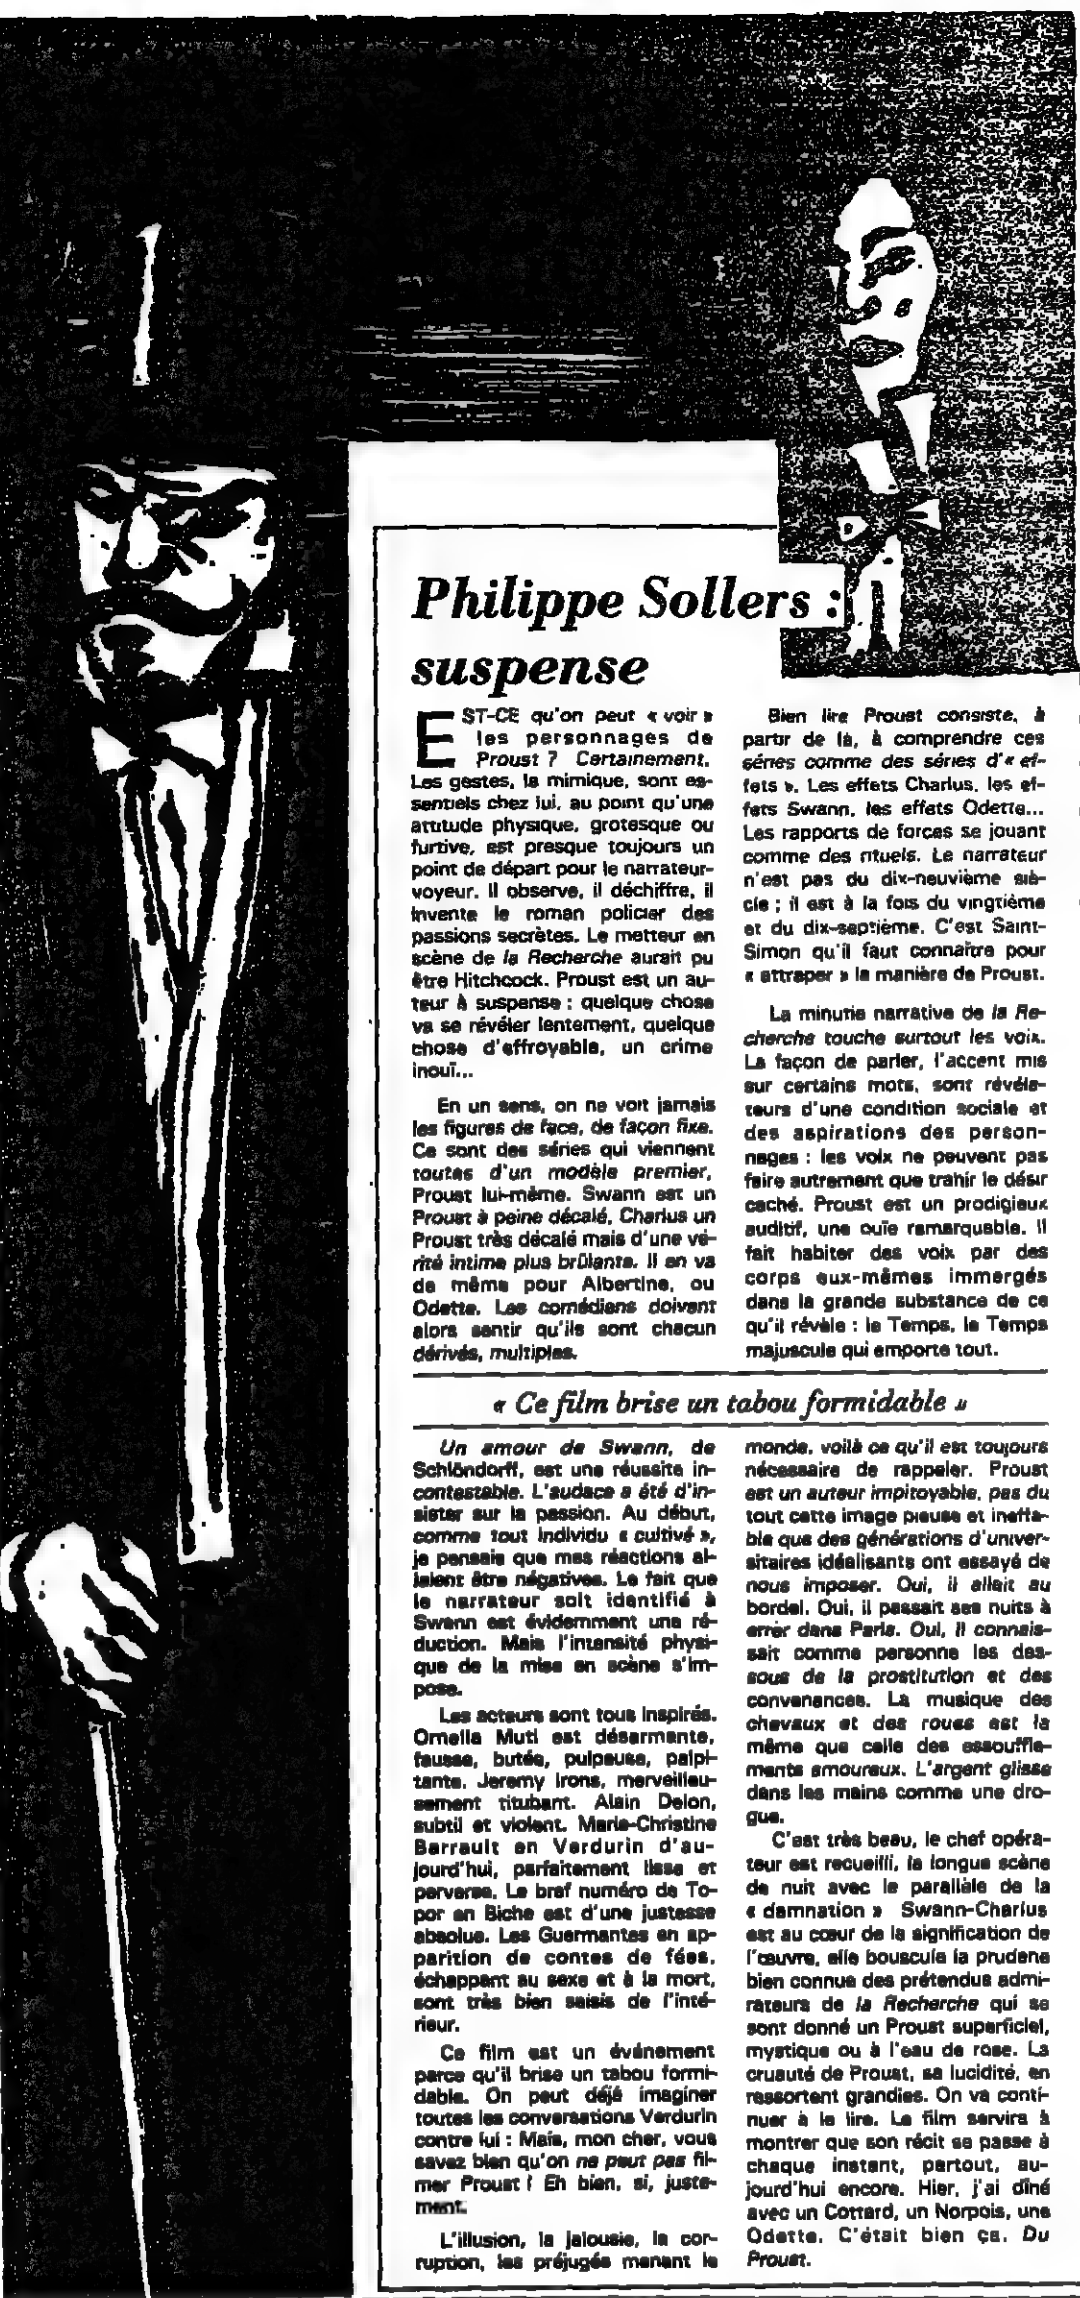 Philippe Sollers :
suspense
EST-CE qu'on peut « voir »
les personnages de
Proust ? Certainement.
Les gestes, la mimique, sont es-
sentiels chez lui, au point qu'une
attitude physique, grotesque ou
furtive, est presque toujours un
point de départ pour le narrateur-
voyeur. Il observe, il déchiffre, il
invente le roman policier des
passions secrètes. Le metteur en
scène de la Recherche aurait pu
être Hitchcock. Proust est un au-
teur à suspense : quelque chose
va se révéler lentement, quelque
chose d'effroyable, un crime
inouï...
En un sens, on ne voit jamais
les figures de face, de façon fixe.
Ce sont des séries qui viennent
toutes d'un modèle premier,
Proust lui-même. Swann est un
Proust à peine décalé, Charlus un
Proust très décalé mais d'une vé-
rité intime plus brûlante. Il en va
de même pour Albertine, ou
Odette. Les comédiens doivent
alors sentir qu'ils sont chacun
dérivés, multiples.
Bien lire Proust consiste, à
partir de là, à comprendre ces
séries comme des séries d'« ef-
fets ». Les effets Charlus, les ef-
fets Swann, les effets Odette...
Les rapports de forces se jouant
comme des rituels. Le narrateur
n'est pas du dix-neuvième siè-
cle ; il est à la fois du vingtième
et du dix-septième. C'est Saint-
Simon qu'il faut connaître pour
« attraper » la manière de Proust.
La minutie narrative de la Re-
cherche touche surtout les voix.
La façon de parler, l'accent mis
sur certains mots, sont révéla-
teurs d'une condition sociale et
des aspirations des person-
nages : les voix ne peuvent pas
faire autrement que trahir le désir
caché. Proust est un prodigieux
auditif, une ouïe remarquable. Il
fait habiter des voix par des
corps eux-mêmes immergés
dans la grande substance de ce
qu'il révèle : le Temps, le Temps
majuscule qui emporte tout.
« Ce film brise un tabou formidable »
Un amour de Swann, de
Schlöndorff, est une réussite in-
contestable. L'audace a été d'in-
sister sur la passion. Au début,
comme tout individu « cultivé »,
je pensais que mes réactions al-
laient être négatives. Le fait que
le narrateur soit identifié à
Swann est évidemment une ré-
duction. Mais l'intensité physi-
que de la mise en scène s'im-
pose.
Les acteurs sont tous inspirés.
Ornella Muti est désarmante,
fausse, butée, pulpeuse, palpi-
tante. Jeremy Irons, merveilleu-
sement titubant. Alain Delon,
subtil et violent. Marie-Christine
Barrault en Verdurin d'au-
jourd'hui, parfaitement lisse et
perverse. Le bref numéro de To-
por en Biche est d'une justesse
absolue. Les Guermantes en ap-
parition de contes de fées,
échappant au sexe et à la mort,
sont très bien saisis de l'inté-
rieur.
Ce film est un événement
parce qu'il brise un tabou formi-
dable. On peut déjà imaginer
toutes les conversations Verdurin
contre lui : Mais, mon cher, vous
savez bien qu'on ne peut pas fil-
mer Proust ! Eh bien, si, juste-
ment.
L'illusion, la jalousie, la cor-
ruption, les préjugés menant le
monde, voilà ce qu'il est toujours
nécessaire de rappeler. Proust
est un auteur impitoyable, pas du
tout cette image pieuse et ineffa-
ble que des générations d'univer-
sitaires idéalisants ont essayé de
nous imposer. Oui, il allait au
bordel. Oui, il passait ses nuits à
errer dans Paris. Oui, il connais-
sait comme personne les des-
sous de la prostitution et des
convenances. La musique des
chevaux et des roues est la
même que celle des essouffle-
ments amoureux. L'argent glisse
dans les mains comme une dro-
gue.
C'est très beau, le chef opéra-
teur est recueilli, la longue scène
de nuit avec le parallèle de la
« damnation » Swann-Charlus
est au cœur de la signification de
l'œuvre, elle bouscule la prudene
bien connue des prétendus admi-
rateurs de la Recherche qui se
sont donné un Proust superficiel,
mystique ou à l'eau de rose. La
cruauté de Proust, sa lucidité, en
ressortent grandies. On va conti-
nuer à le lire. Le film servira à
montrer que son récit se passe à
chaque instant, partout, au-
jourd'hui encore. Hier, j'ai dîné
avec un Cottard, un Norpois, une
Odette. C'était bien ça. Du
Proust.